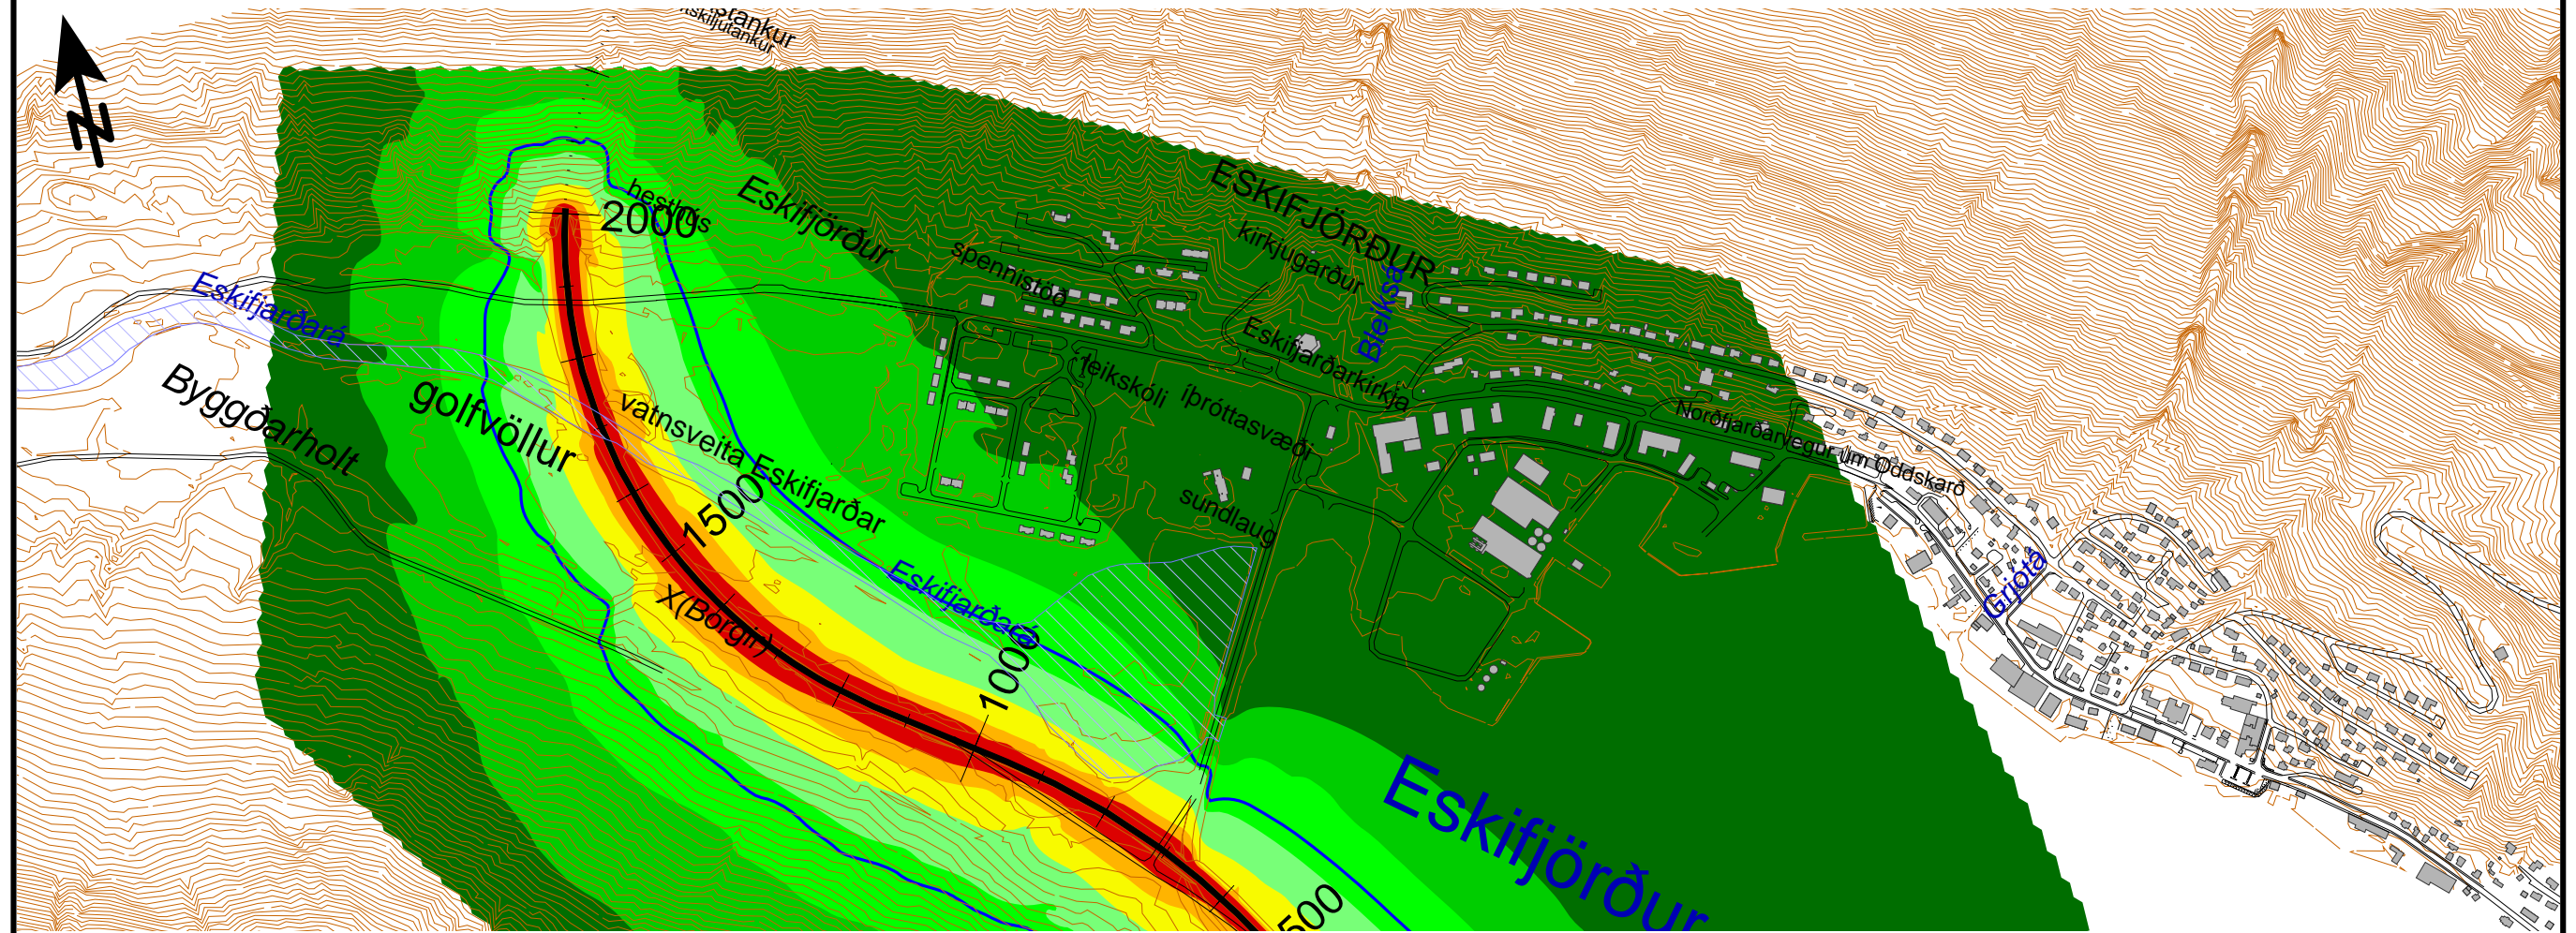 N
hesthús
2000
Eskifjörður
ESKIFJÖRÐUR
kirkjugarður
spennistöð
Bleiksá
Eskifjarðará
Eskifjarðarkirkja
leikskóli
íþróttasvæði
Byggðarholt
golfvöllur
vatnsveita Eskifjarðar
Norðfjarðarvegur um Oddskarð
1500
sundlaug
X(Borgir)
Eskifjarðará
Grjótá
1000
Eskifjörður
500